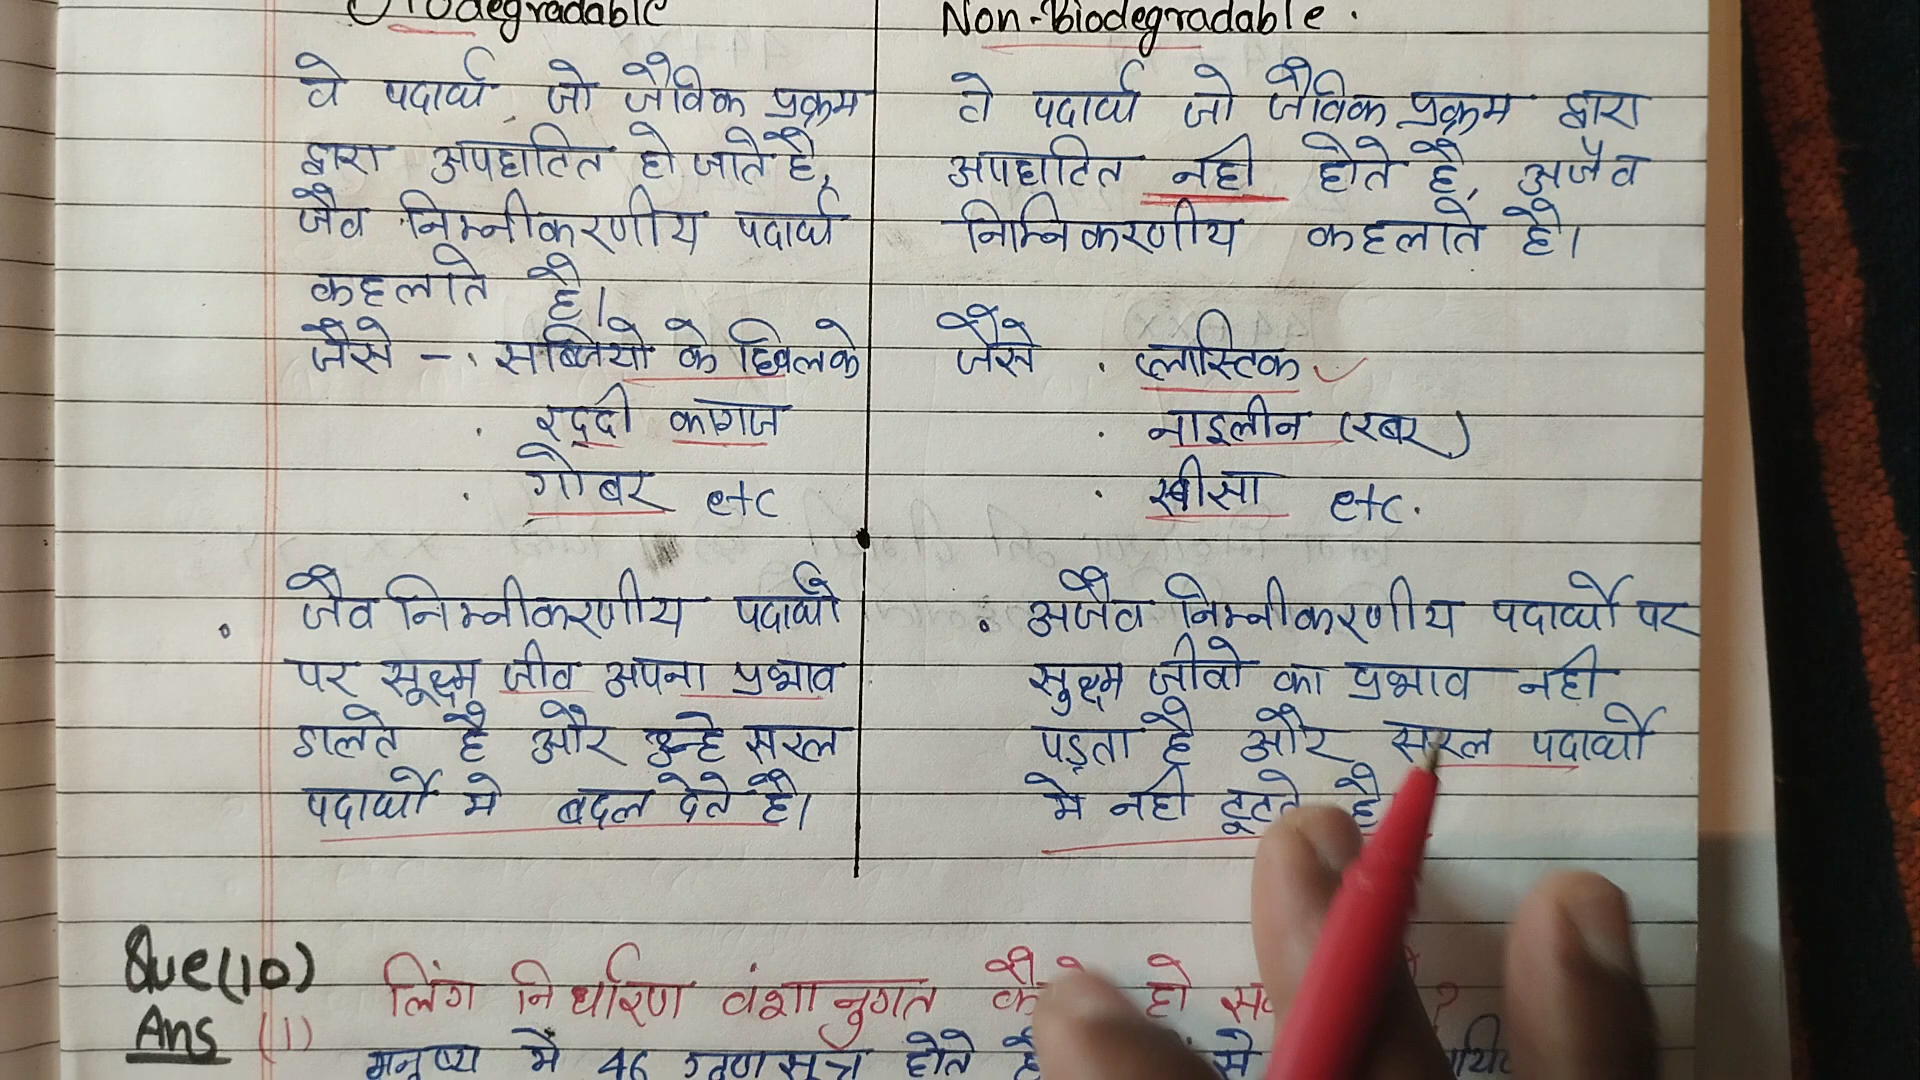 Biodegradable
वे पदार्थ जो जैविक प्रक्रम
द्वारा अपघटित हो जाते है,
जैव निम्नीकरणीय पदार्थ
कहलाते है।
जैसे - . सब्जियो के छिलके
. रद्दी कागज
. गोबर etc
. जैव निम्नीकरणीय पदार्थो
पर सूक्ष्म जीव अपना प्रभाव
डालते है और उन्हे सरल
पदार्थो मे बदल देते है।
Non-Biodegradable.
वे पदार्थ जो जैविक प्रक्रम द्वारा
अपघटित नही होते है, अजैव
निम्निकरणीय कहलाते है।
जैसे . प्लास्टिक
. नाइलोन (रबर)
. सीसा etc.
. अजैव निम्नीकरणीय पदार्थो पर
सुक्ष्म जीवो का प्रभाव नही
पड़ता है और सरल पदार्थो
मे नही टूटते है
Que(10) लिंग निर्धारण वंशानुगत हो ?
Ans (1) मनुष्य में 46 गुणसूत्र होते से